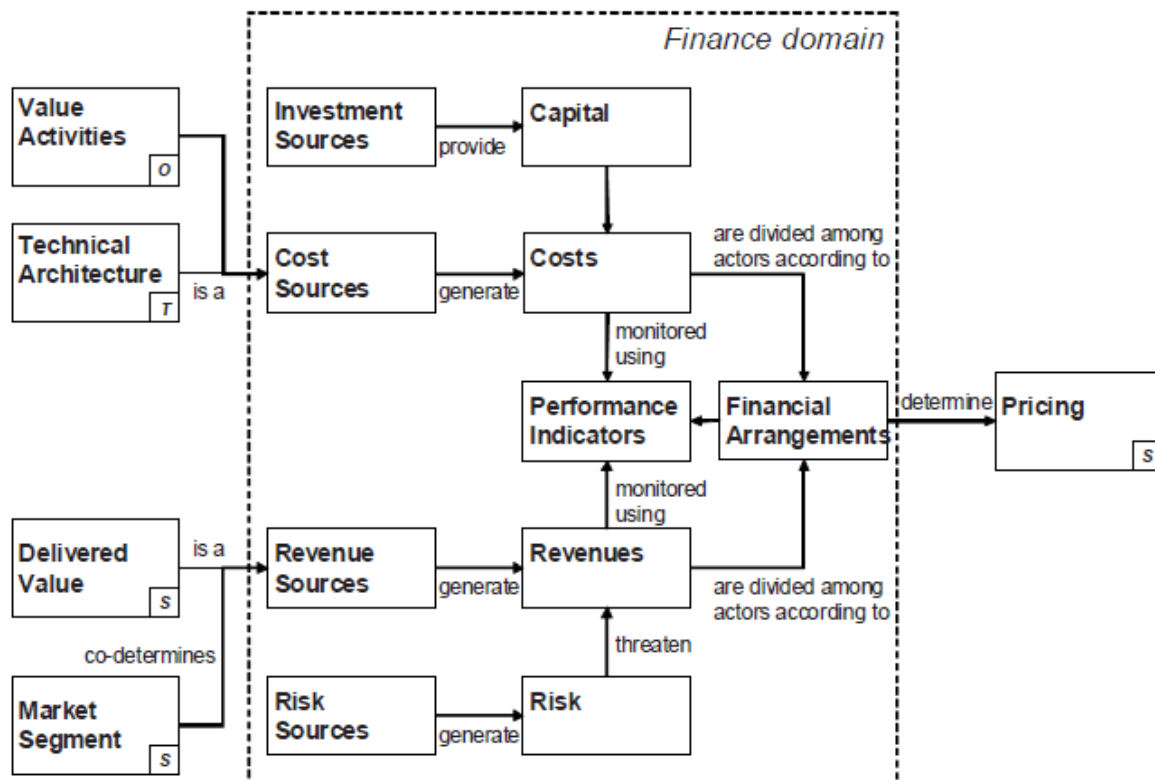 Finance domain
Value
Activities
O
Investment
Sources
provide
Capital
Technical
Architecture
T
is a
Cost
Sources
generate
Costs
are divided among
actors according to
monitored
using
Performance
Indicators
Financial
Arrangements
determine
Pricing
S
monitored
using
Delivered
Value
S
is a
Revenue
Sources
generate
Revenues
are divided among
actors according to
co-determines
threaten
Market
Segment
S
Risk
Sources
generate
Risk